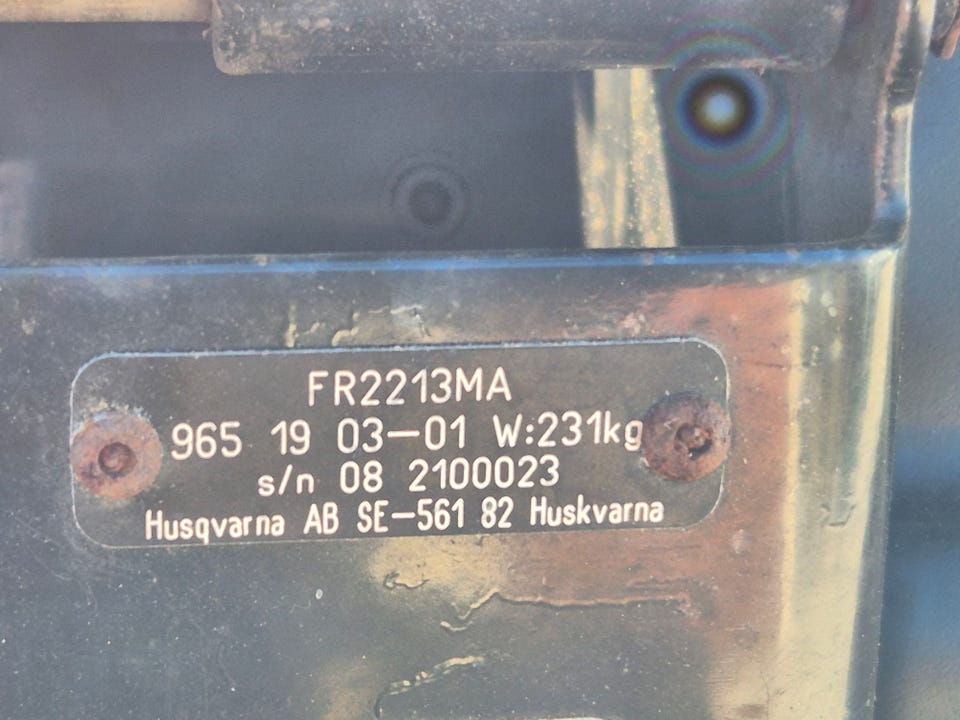 FR2213MA
965 19 03-01 W:231kg
s/n 08 2100023
Husqvarna AB SE-561 82 Huskvarna